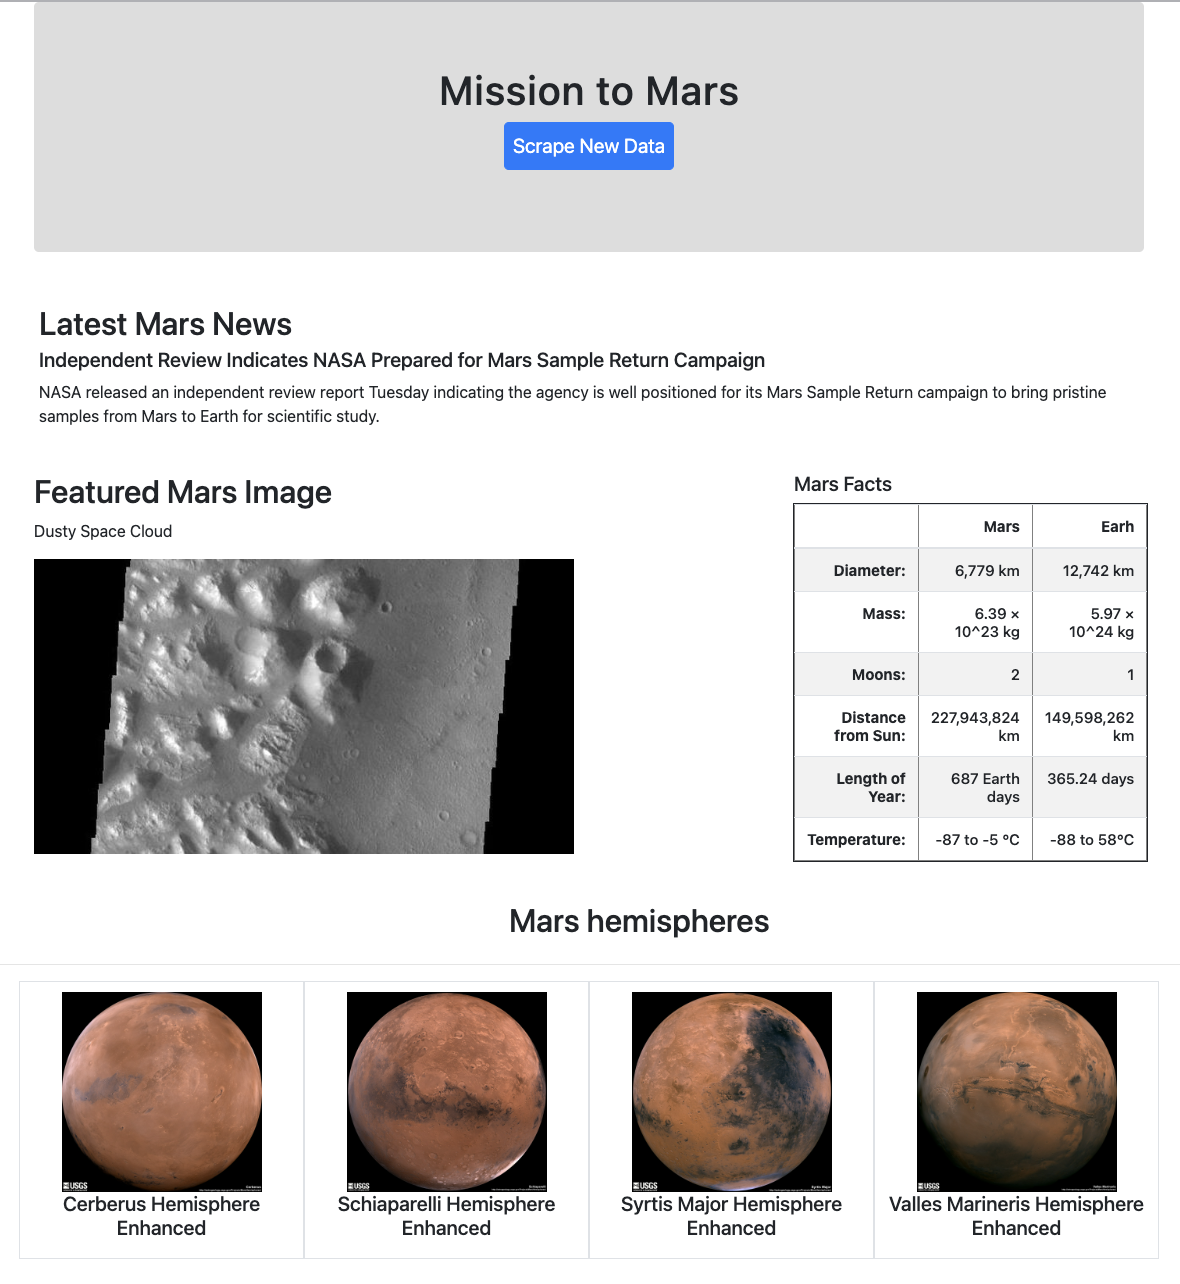 Mission to Mars
Scrape New Data
Latest Mars News
Independent Review Indicates NASA Prepared for Mars Sample Return Campaign
NASA released an independent review report Tuesday indicating the agency is well positioned for its Mars Sample Return campaign to bring pristine
samples from Mars to Earth for scientific study.
Featured Mars Image
Dusty Space Cloud
Mars Facts
Mars Earh
Diameter: 6,779 km 12,742 km
Mass: 6.39 × 5.97 ×
10^23 kg 10^24 kg
Moons: 2 1
Distance 227,943,824 149,598,262
from Sun: km km
Length of 687 Earth 365.24 days
Year: days
Temperature: -87 to -5 °C -88 to 58°C
Mars hemispheres
USGS
USGS
USGS
USGS
Cerberus Hemisphere
Enhanced
Schiaparelli Hemisphere
Enhanced
Syrtis Major Hemisphere
Enhanced
Valles Marineris Hemisphere
Enhanced